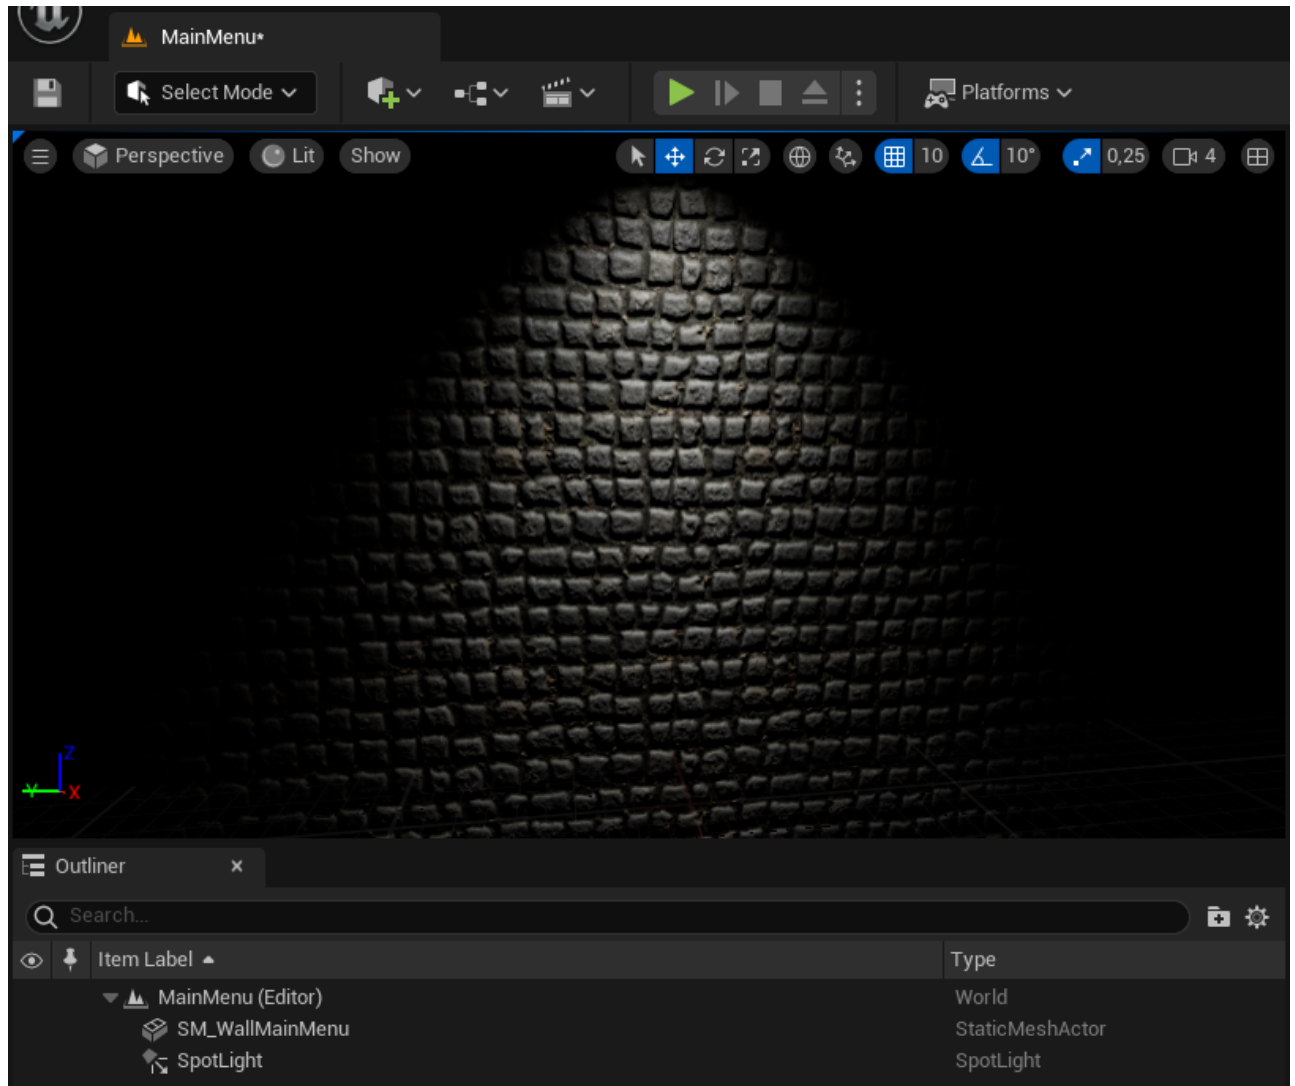 MainMenu*
Select Mode
Platforms
Perspective Lit Show 10 10° 0,25 4
Z
Y X
Outliner
Search...
Item Label Type
MainMenu (Editor) World
SM_WallMainMenu StaticMeshActor
SpotLight SpotLight